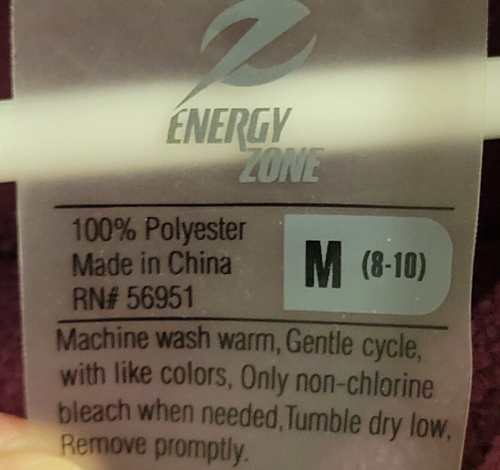 ENERGY
ZONE
100% Polyester
Made in China
RN# 56951
M (8-10)
Machine wash warm, Gentle cycle,
with like colors, Only non-chlorine
bleach when needed,Tumble dry low,
Remove promptly.